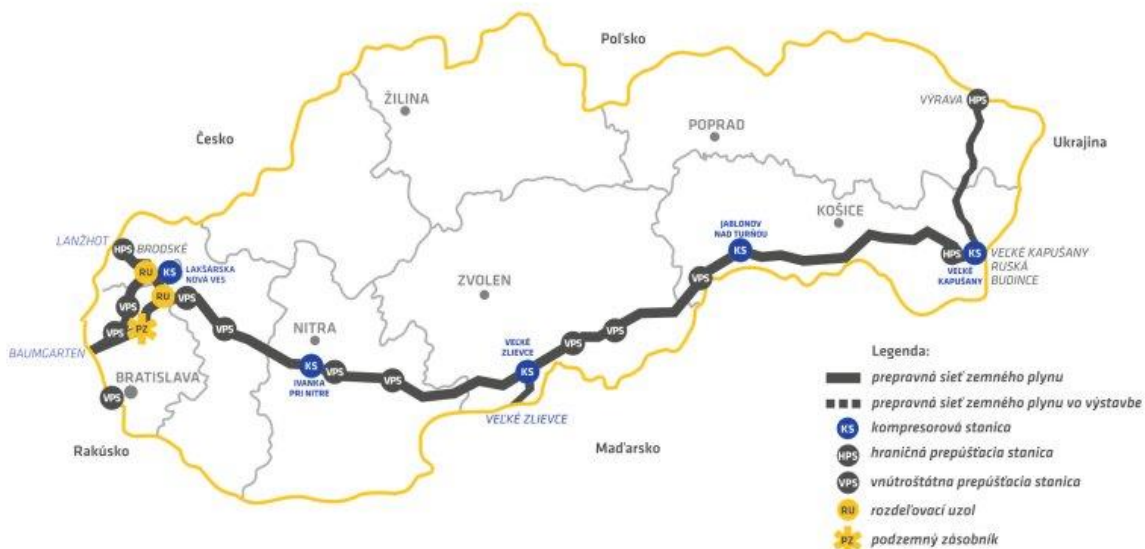 Poľsko
Česko
Ukrajina
ŽILINA
POPRAD
VÝRAVA
HPS
KOŠICE
JABLONOV
NAD TURŇOU
KS
HPS
KS
VEĽKÉ
KAPUŠANY
VEĽKÉ KAPUŠANY
RUSKÁ
BUDINCE
LANŽHOT
HPS
BRODSKÉ
RU
KS
LAKŠÁRSKA
NOVÁ VES
RU
VPS
VPS
VPS
PZ
VPS
BAUMGARTEN
BRATISLAVA
VPS
Rakúsko
NITRA
KS
IVANKA
PRI NITRE
VPS
VPS
ZVOLEN
VEĽKÉ
ZLIEVCE
KS
VEĽKÉ ZLIEVCE
VPS
VPS
VPS
Maďarsko
Legenda:
prepravná sieť zemného plynu
prepravná sieť zemného plynu vo výstavbe
KS kompresorová stanica
HPS hraničná prepúšťacia stanica
VPS vnútroštátna prepúšťacia stanica
RU rozdeľovací uzol
PZ podzemný zásobník